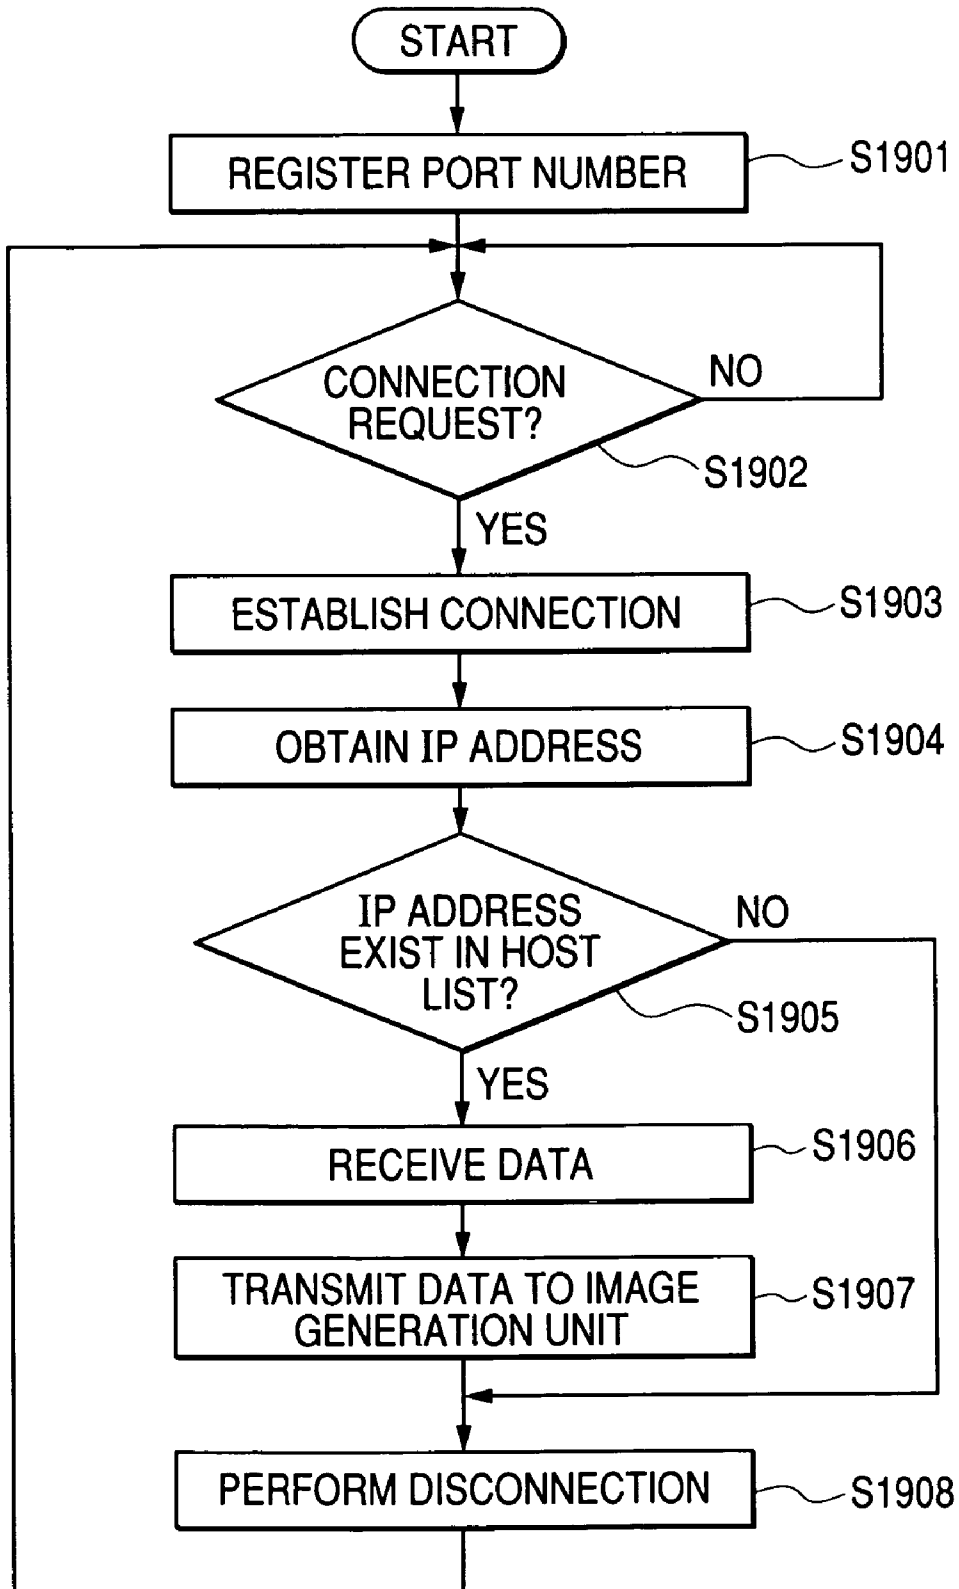 START
REGISTER PORT NUMBER
S1901
CONNECTION
REQUEST?
NO
S1902
YES
ESTABLISH CONNECTION
S1903
OBTAIN IP ADDRESS
S1904
IP ADDRESS
EXIST IN HOST
LIST?
NO
S1905
YES
RECEIVE DATA
S1906
TRANSMIT DATA TO IMAGE
GENERATION UNIT
S1907
PERFORM DISCONNECTION
S1908